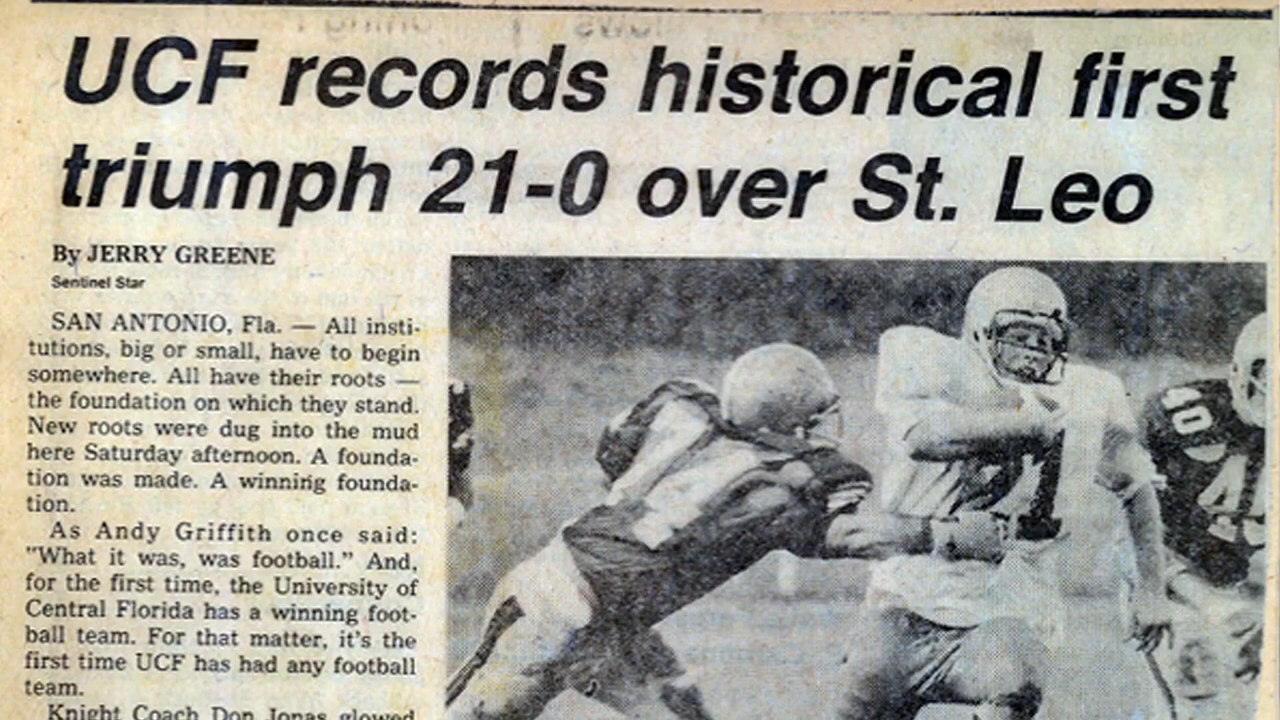 UCF records historical first
triumph 21-0 over St. Leo
By JERRY GREENE
Sentinel Star
SAN ANTONIO, Fla. — All insti-
tutions, big or small, have to begin
somewhere. All have their roots —
the foundation on which they stand.
New roots were dug into the mud
here Saturday afternoon. A founda-
tion was made. A winning founda-
tion.
As Andy Griffith once said:
"What it was, was football." And,
for the first time, the University of
Central Florida has a winning foot-
ball team. For that matter, it's the
first time UCF has had any football
team.
Knight Coach Don Jonas glowed